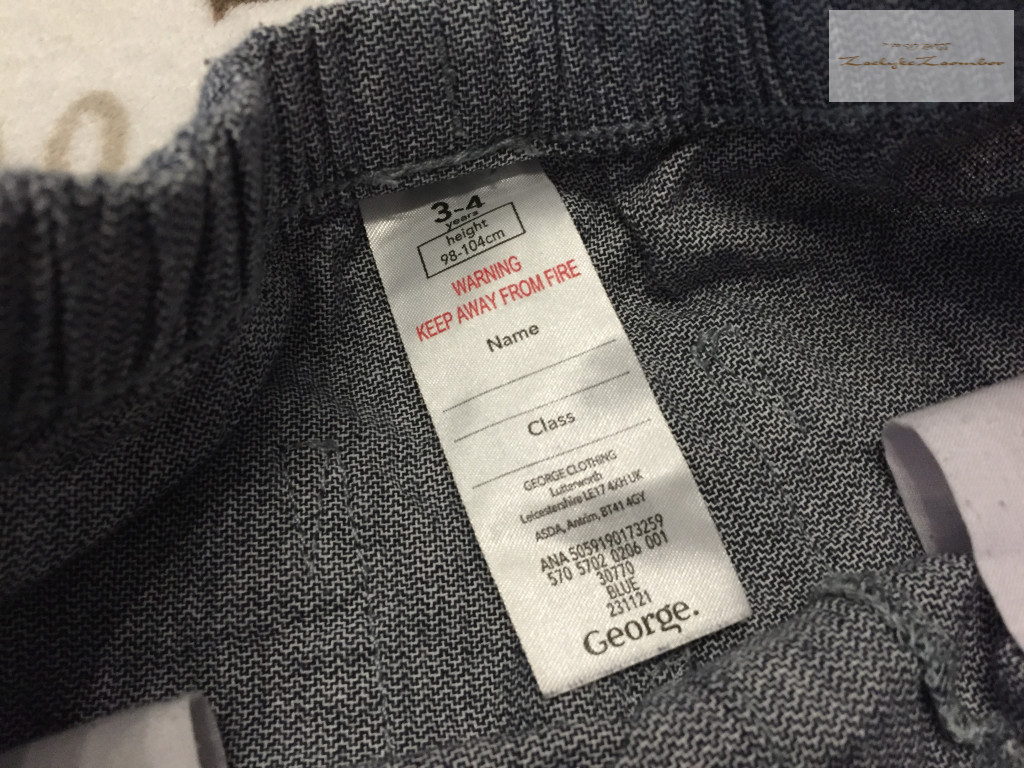 3-4
years
height
98-104cm
WARNING
KEEP AWAY FROM FIRE
Name
Class
GEORGE CLOTHING
Lutterworth
Leicestershire LE17 4XH UK
ASDA, Antrim, BT41 4GY
ANA 5059190173259
570 5702 0206 001
30770
BLUE
231121
George.